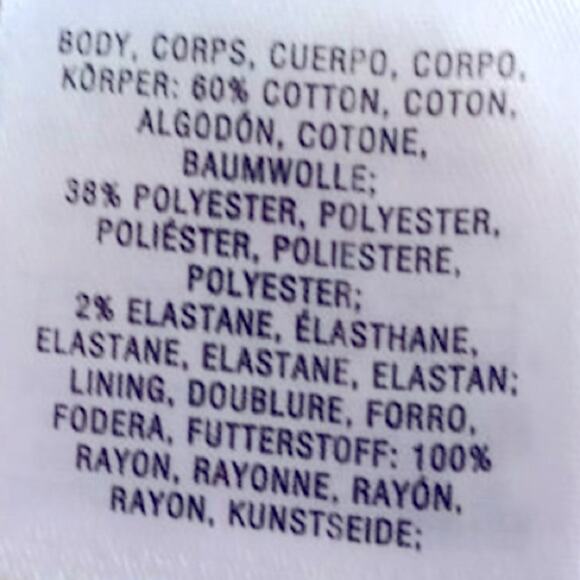 BODY, CORPS, CUERPO, CORPO,
KÖRPER: 60% COTTON, COTON,
ALGODÓN, COTONE,
BAUMWOLLE;
38% POLYESTER, POLYESTER,
POLIÉSTER, POLIESTERE,
POLYESTER;
2% ELASTANE, ÉLASTHANE,
ELASTANE, ELASTANE, ELASTAN;
LINING, DOUBLURE, FORRO,
FODERA, FUTTERSTOFF: 100%
RAYON, RAYONNE, RAYÓN,
RAYON, KUNSTSEIDE;